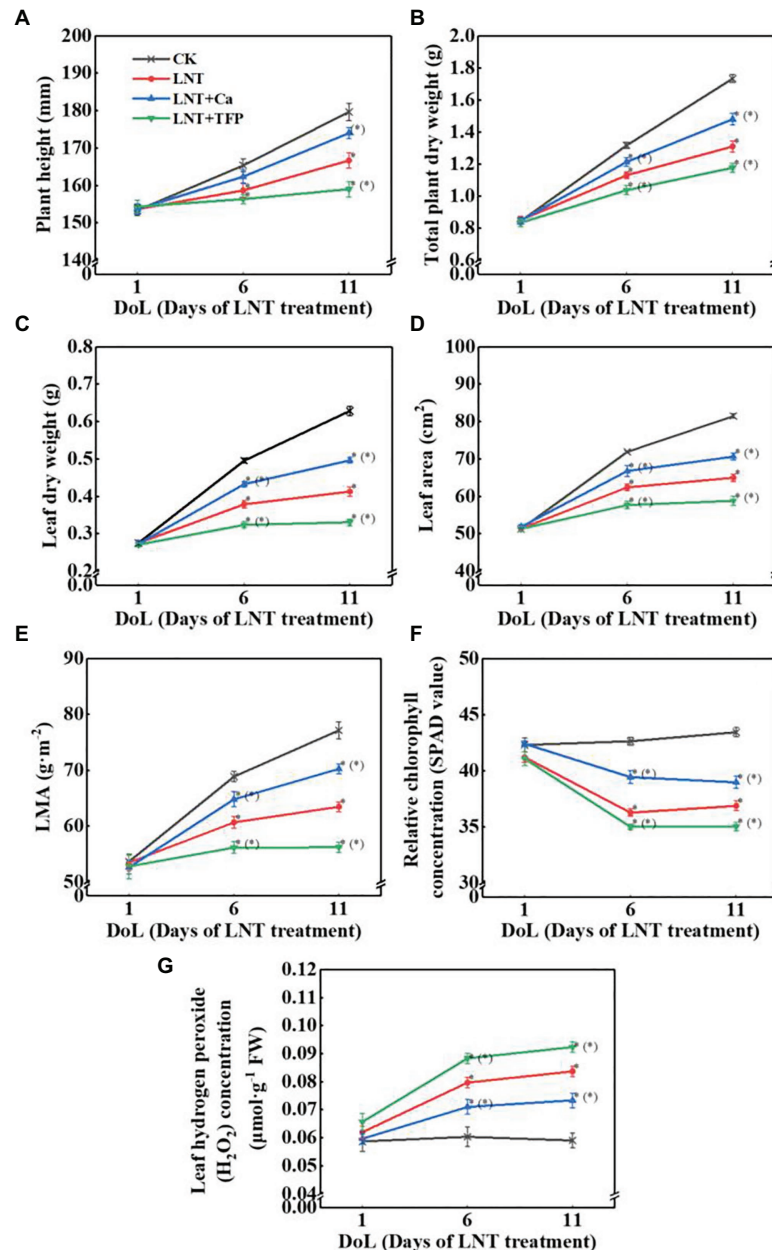 A
Plant height (mm)
200
190
180
170
160
150
140
0
CK
LNT
LNT+Ca
LNT+TFP
(*)
*
* (*)
*
*
1 6 11
DoL (Days of LNT treatment)
B
Total plant dry weight (g)
2.0
1.8
1.6
1.4
1.2
1.0
0.8
0.6
0.0
* (*)
*
* (*)
* (*)
*
* (*)
1 6 11
DoL (Days of LNT treatment)
C
Leaf dry weight (g)
0.8
0.7
0.6
0.5
0.4
0.3
0.2
0.0
* (*)
*
* (*)
* (*)
*
* (*)
1 6 11
DoL (Days of LNT treatment)
D
Leaf area (cm²)
100
90
80
70
60
50
40
0
* (*)
*
* (*)
* (*)
*
* (*)
1 6 11
DoL (Days of LNT treatment)
E
LMA (g·m⁻²)
90
80
70
60
50
0
* (*)
*
* (*)
* (*)
*
* (*)
1 6 11
DoL (Days of LNT treatment)
F
Relative chlorophyll
concentration (SPAD value)
50
45
40
35
30
0
* (*)
*
* (*)
* (*)
*
* (*)
1 6 11
DoL (Days of LNT treatment)
G
Leaf hydrogen peroxide
(H₂O₂) concentration
(μmol·g⁻¹ FW)
0.12
0.11
0.10
0.09
0.08
0.07
0.06
0.05
0.04
0.00
* (*)
*
* (*)
* (*)
*
* (*)
1 6 11
DoL (Days of LNT treatment)